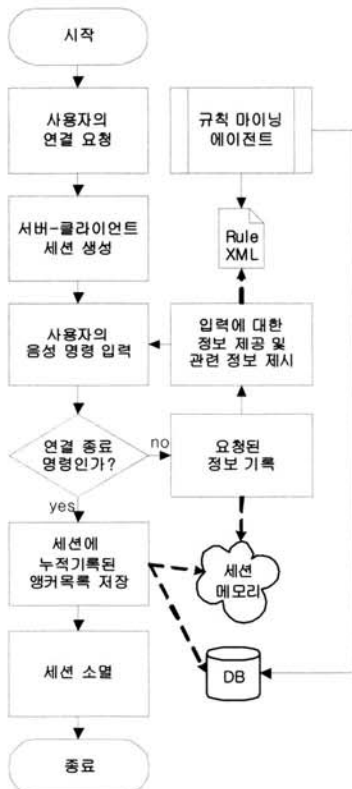 시작
사용자의
연결 요청
규칙 마이닝
에이전트
서버-클라이언트
세션 생성
Rule
XML
사용자의
음성 명령 입력
입력에 대한
정보 제공 및
관련 정보 제시
연결 종료
명령인가?
no
요청된
정보 기록
yes
세션에
누적기록된
앵커목록 저장
세션
메모리
세션 소멸
DB
종료